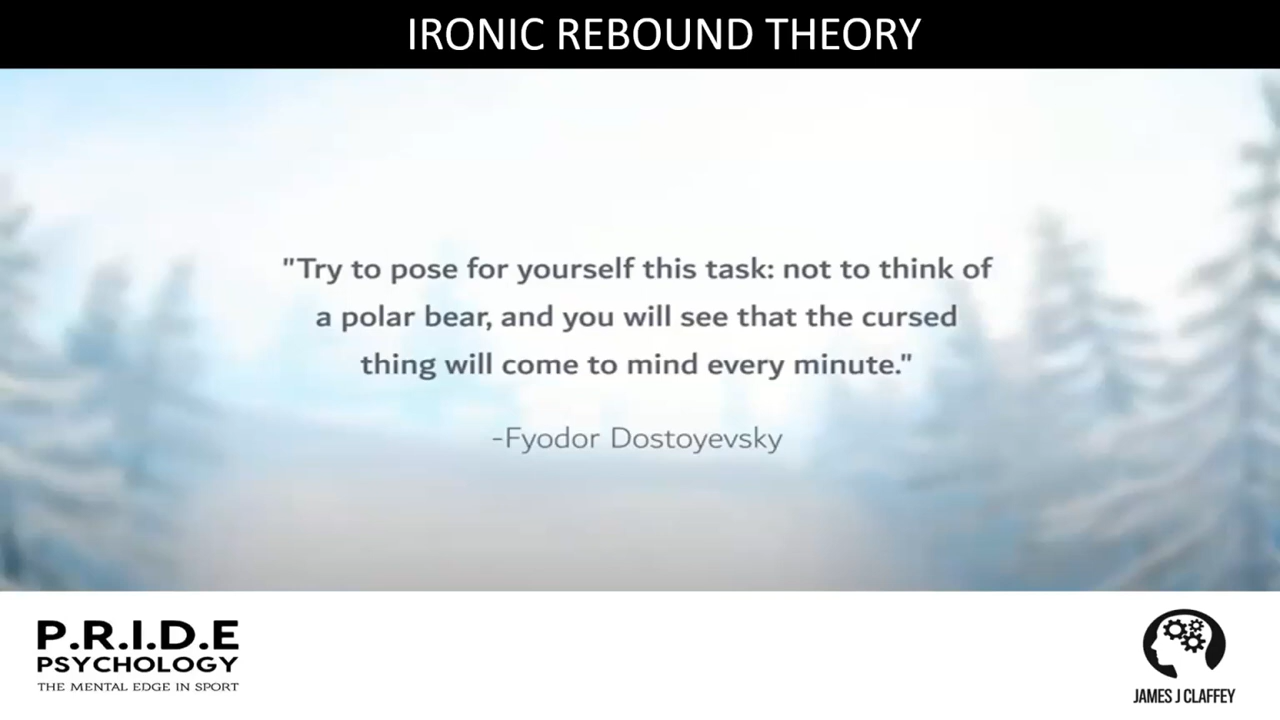 IRONIC REBOUND THEORY
"Try to pose for yourself this task: not to think of
a polar bear, and you will see that the cursed
thing will come to mind every minute."
-Fyodor Dostoyevsky
P.R.I.D.E
PSYCHOLOGY
THE MENTAL EDGE IN SPORT
JAMES J CLAFFEY